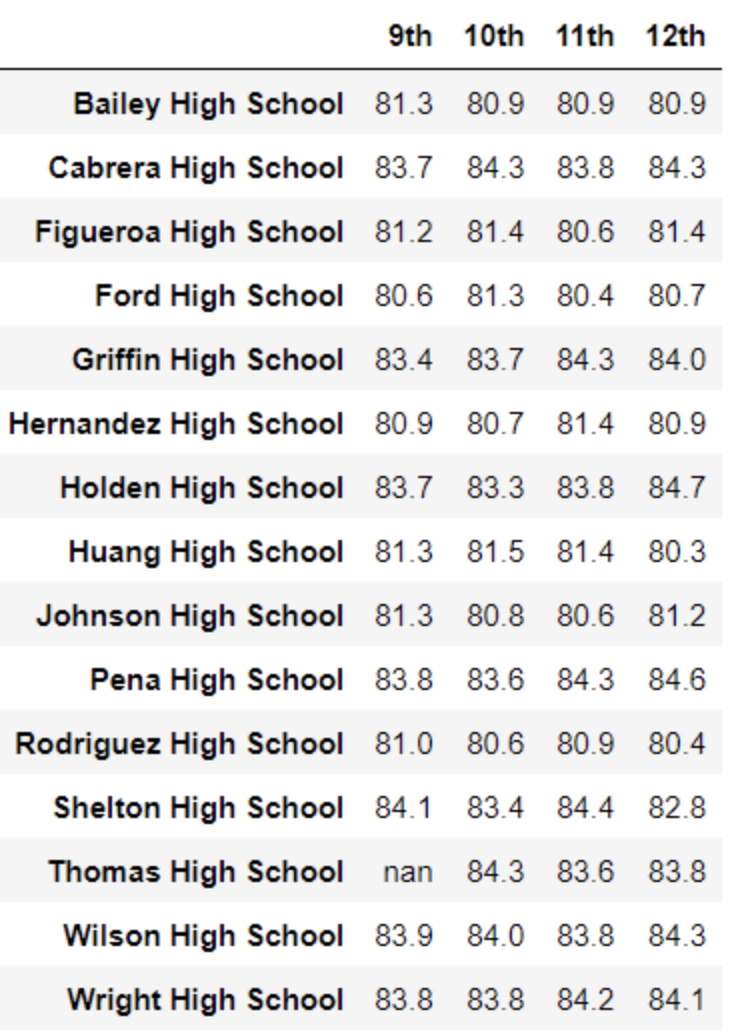 9th 10th 11th 12th
Bailey High School 81.3 80.9 80.9 80.9
Cabrera High School 83.7 84.3 83.8 84.3
Figueroa High School 81.2 81.4 80.6 81.4
Ford High School 80.6 81.3 80.4 80.7
Griffin High School 83.4 83.7 84.3 84.0
Hernandez High School 80.9 80.7 81.4 80.9
Holden High School 83.7 83.3 83.8 84.7
Huang High School 81.3 81.5 81.4 80.3
Johnson High School 81.3 80.8 80.6 81.2
Pena High School 83.8 83.6 84.3 84.6
Rodriguez High School 81.0 80.6 80.9 80.4
Shelton High School 84.1 83.4 84.4 82.8
Thomas High School nan 84.3 83.6 83.8
Wilson High School 83.9 84.0 83.8 84.3
Wright High School 83.8 83.8 84.2 84.1